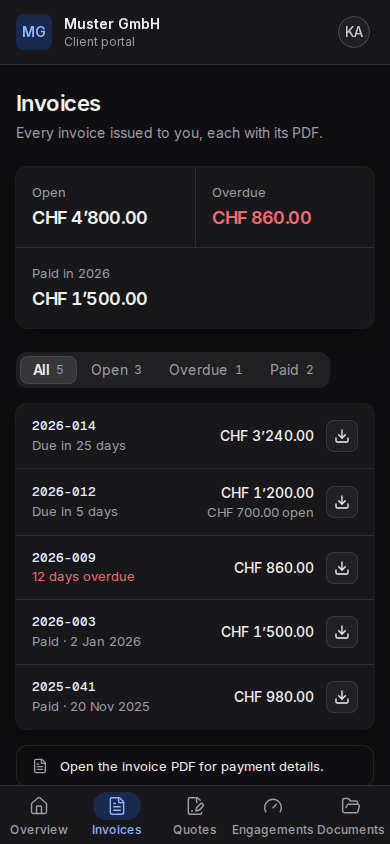 MG
Muster GmbH
Client portal
KA
Invoices
Every invoice issued to you, each with its PDF.
Open
CHF 4’800.00
Overdue
CHF 860.00
Paid in 2026
CHF 1’500.00
All 5
Open 3
Overdue 1
Paid 2
2026-014
Due in 25 days
CHF 3’240.00
2026-012
Due in 5 days
CHF 1’200.00
CHF 700.00 open
2026-009
12 days overdue
CHF 860.00
2026-003
Paid · 2 Jan 2026
CHF 1’500.00
2025-041
Paid · 20 Nov 2025
CHF 980.00
Open the invoice PDF for payment details.
Overview
Invoices
Quotes
Engagements
Documents